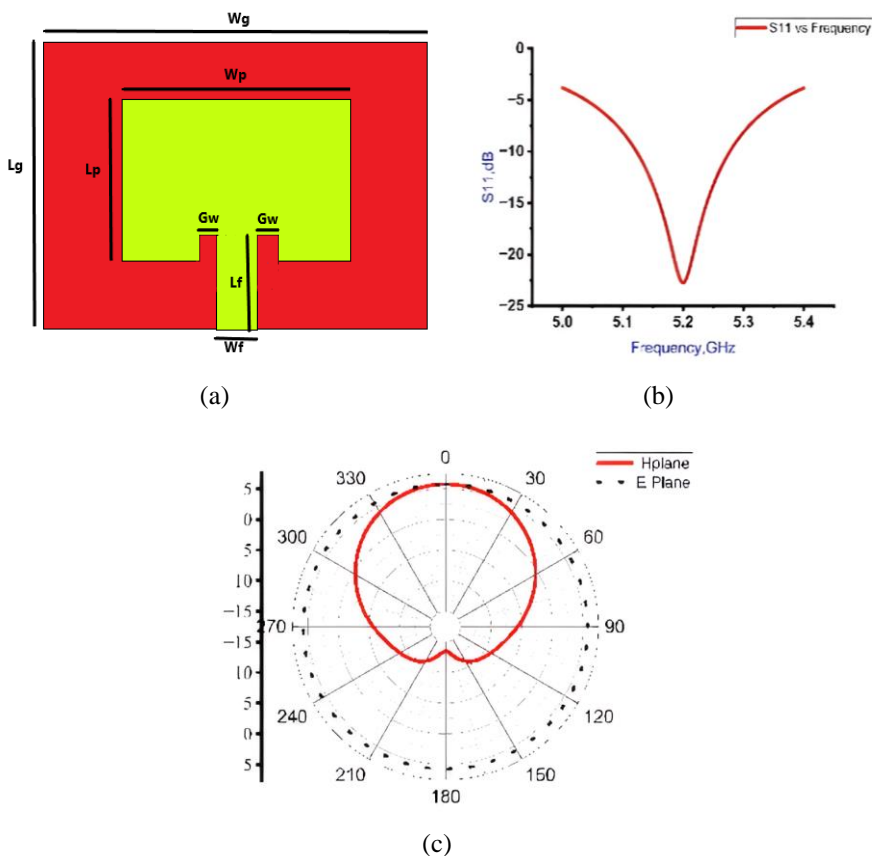 Wg
Wp
Lg
Lp
Gw
Gw
Lf
Wf
(a)
S11 vs Frequency
0
−5
−10
−15
−20
−25
S11,dB
5.0 5.1 5.2 5.3 5.4
Frequency,GHz
(b)
Hplane
E Plane
0
330 30
300 60
270 90
240 120
210 150
180
5
0
5
10
−15
−15
10
5
0
5
(c)